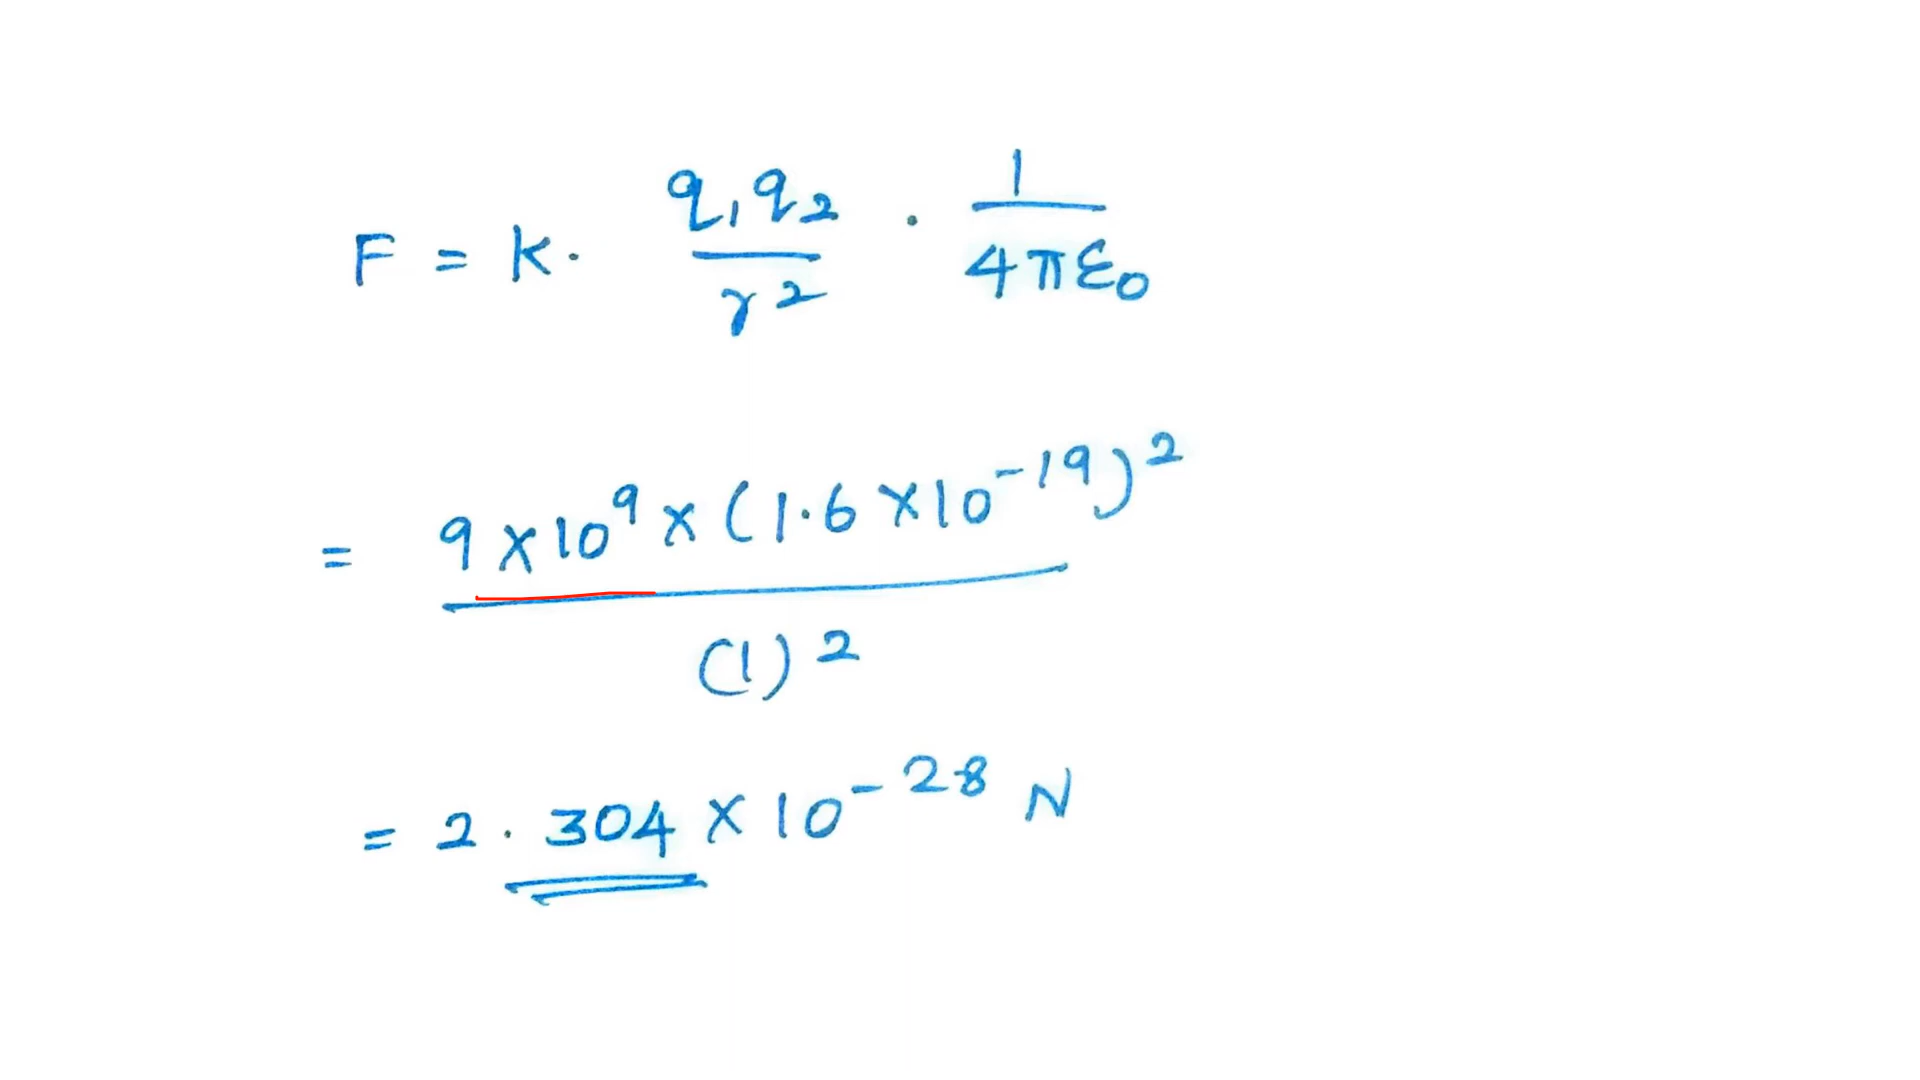 F = K. q₁q₂/r² . 1/4πε₀
= 9×10⁹×(1.6×10⁻¹⁹)²/(1)²
= 2.304×10⁻²⁸ N